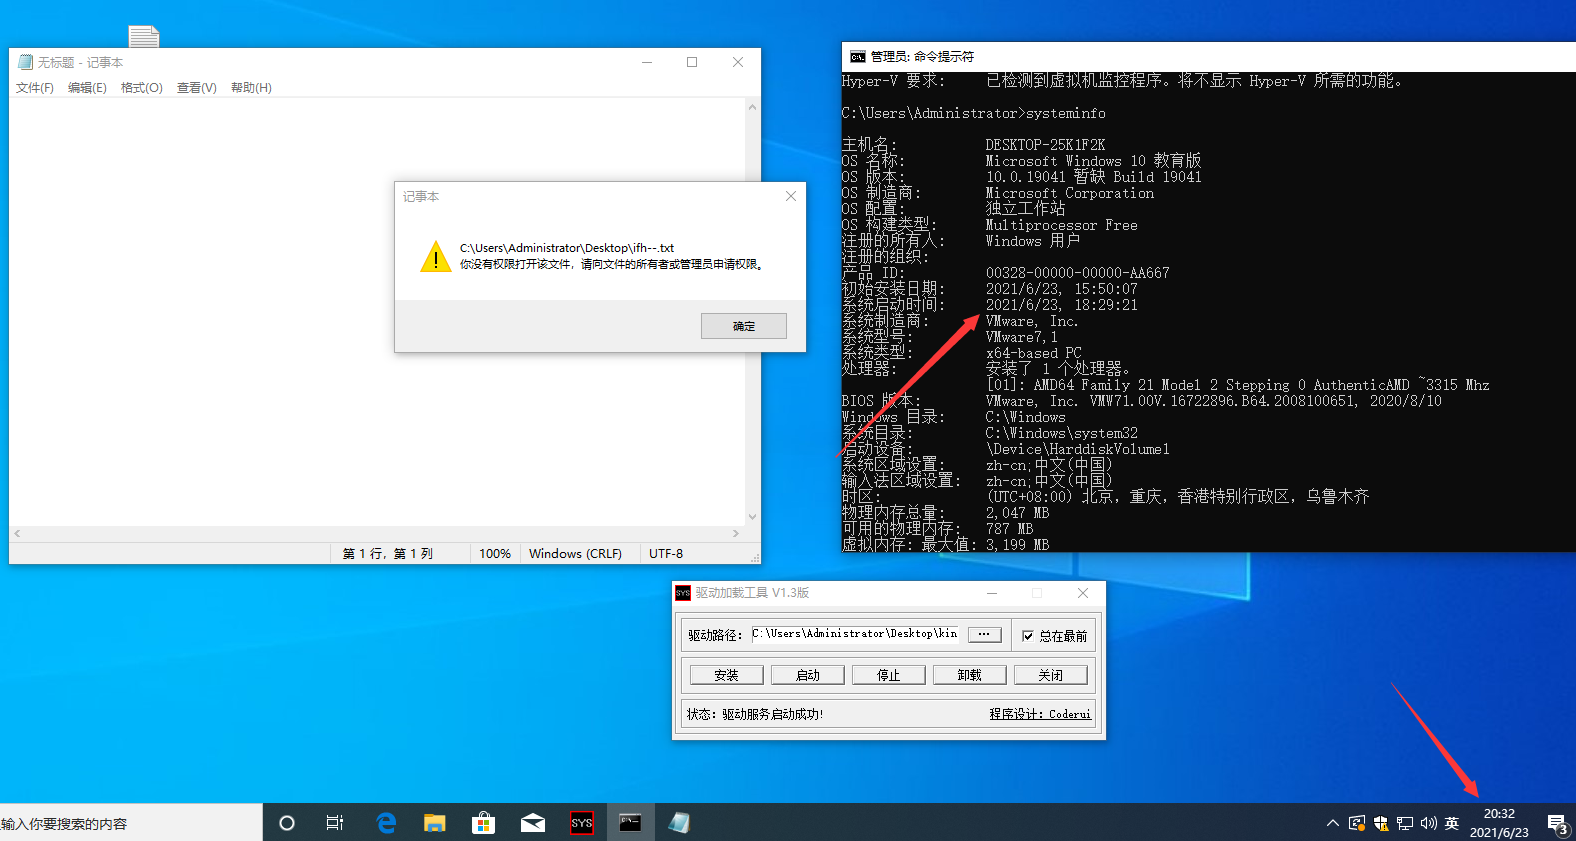 无标题 - 记事本
文件(F) 编辑(E) 格式(O) 查看(V) 帮助(H)
记事本
C:\Users\Administrator\Desktop\ifh--.txt
你没有权限打开该文件，请向文件的所有者或管理员申请权限。
确定
第 1 行，第 1 列 100% Windows (CRLF) UTF-8
管理员: 命令提示符
Hyper-V 要求: 已检测到虚拟机监控程序。将不显示 Hyper-V 所需的功能。
C:\Users\Administrator>systeminfo
主机名: DESKTOP-25K1F2K
OS 名称: Microsoft Windows 10 教育版
OS 版本: 10.0.19041 暂缺 Build 19041
OS 制造商: Microsoft Corporation
OS 配置: 独立工作站
OS 构建类型: Multiprocessor Free
注册的所有人: Windows 用户
注册的组织:
产品 ID: 00328-00000-00000-AA667
初始安装日期: 2021/6/23, 15:50:07
系统启动时间: 2021/6/23, 18:29:21
系统制造商: VMware, Inc.
系统型号: VMware7,1
系统类型: x64-based PC
处理器: 安装了 1 个处理器。
[01]: AMD64 Family 21 Model 2 Stepping 0 AuthenticAMD ~3315 Mhz
BIOS 版本: VMware, Inc. VMW71.00V.16722896.B64.2008100651, 2020/8/10
Windows 目录: C:\Windows
系统目录: C:\Windows\system32
启动设备: \Device\HarddiskVolume1
系统区域设置: zh-cn;中文(中国)
输入法区域设置: zh-cn;中文(中国)
时区: (UTC+08:00) 北京，重庆，香港特别行政区，乌鲁木齐
物理内存总量: 2,047 MB
可用的物理内存: 787 MB
虚拟内存: 最大值: 3,199 MB
SYS 驱动加载工具 V1.3版
驱动路径: C:\Users\Administrator\Desktop\kin ... 总在最前
安装 启动 停止 卸载 关闭
状态: 驱动服务启动成功! 程序设计: Coderui
输入你要搜索的内容
SYS
英
20:32
2021/6/23
3